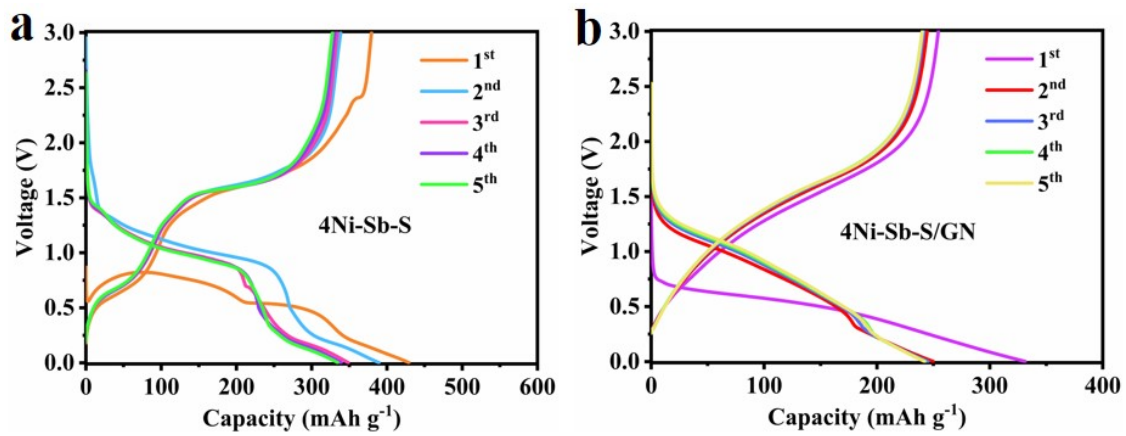 a
3.0
2.5
2.0
1.5
1.0
0.5
0.0
Voltage (V)
1st
2nd
3rd
4th
5th
4Ni-Sb-S
0 100 200 300 400 500 600
Capacity (mAh g-1)
b
3.0
2.5
2.0
1.5
1.0
0.5
0.0
Voltage (V)
1st
2nd
3rd
4th
5th
4Ni-Sb-S/GN
0 100 200 300 400
Capacity (mAh g-1)